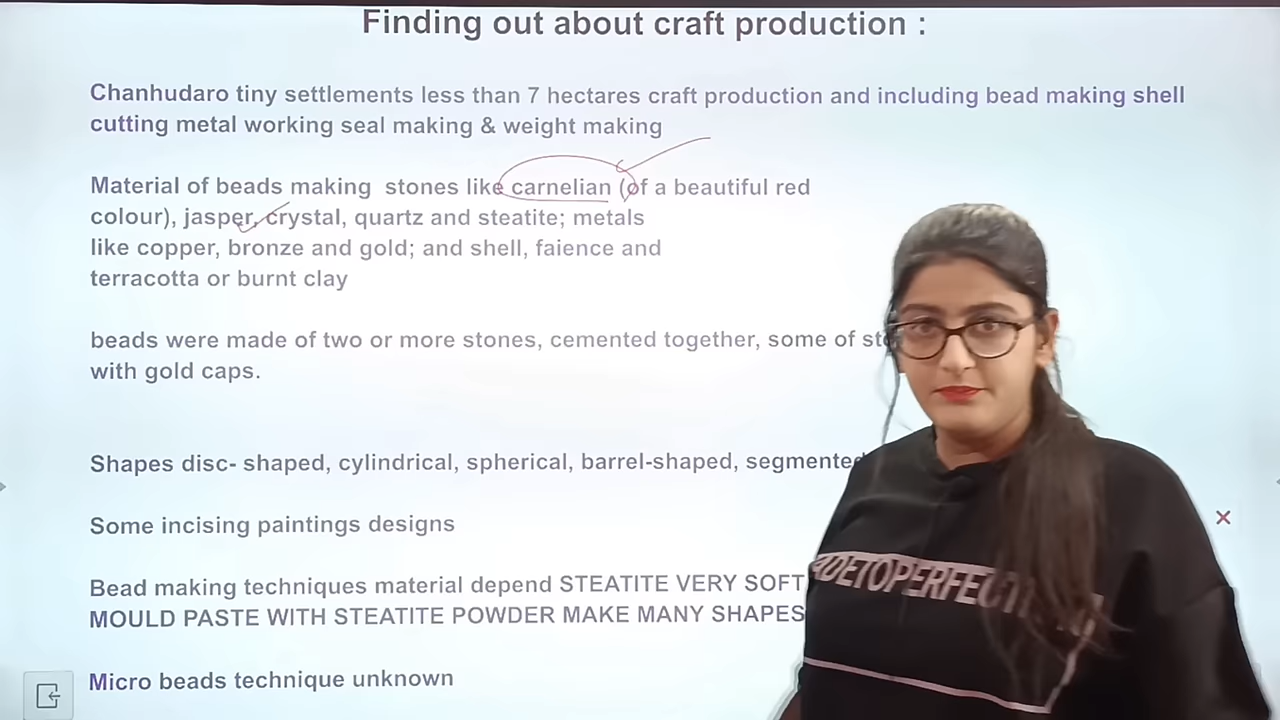 Finding out about craft production :
Chanhudaro tiny settlements less than 7 hectares craft production and including bead making shell
cutting metal working seal making & weight making
Material of beads making stones like carnelian (of a beautiful red
colour), jasper, crystal, quartz and steatite; metals
like copper, bronze and gold; and shell, faience and
terracotta or burnt clay
beads were made of two or more stones, cemented together, some of
with gold caps.
Shapes disc- shaped, cylindrical, spherical, barrel-shaped, segmented
Some incising paintings designs
Bead making techniques material depend STEATITE VERY SOFT
MOULD PASTE WITH STEATITE POWDER MAKE MANY SHAPES
Micro beads technique unknown